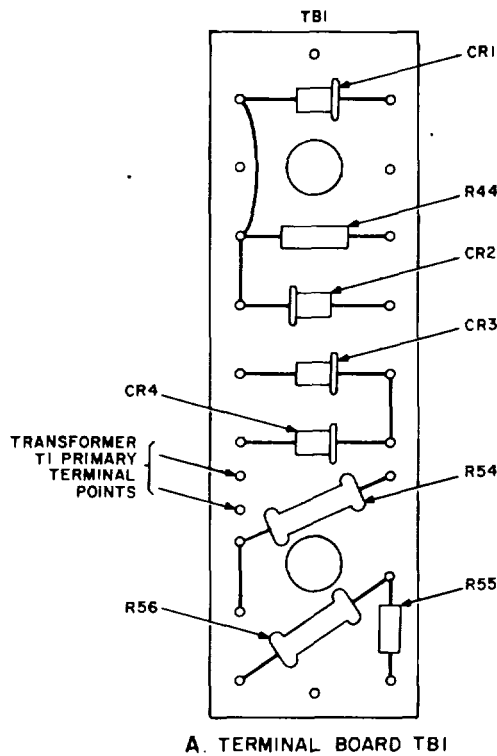 TB1
CR1
R44
CR2
CR3
CR4
TRANSFORMER
T1 PRIMARY
TERMINAL
POINTS
R54
R55
R56
A. TERMINAL BOARD TB1